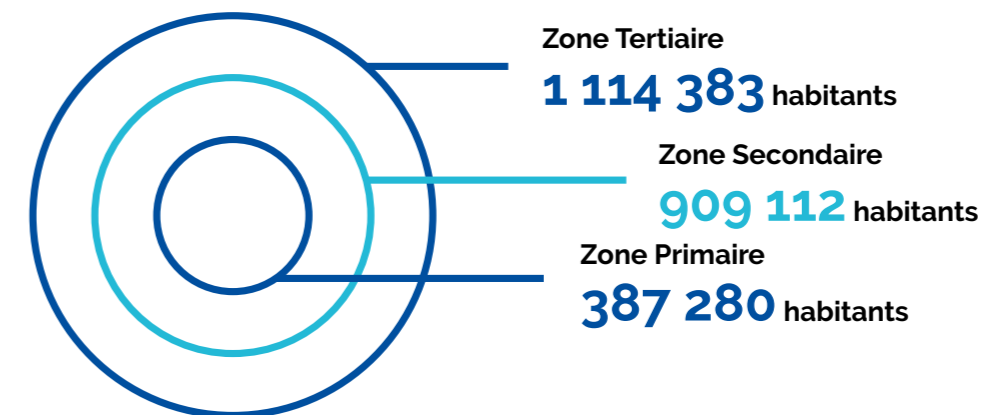 Zone Tertiaire
1 114 383 habitants
Zone Secondaire
909 112 habitants
Zone Primaire
387 280 habitants